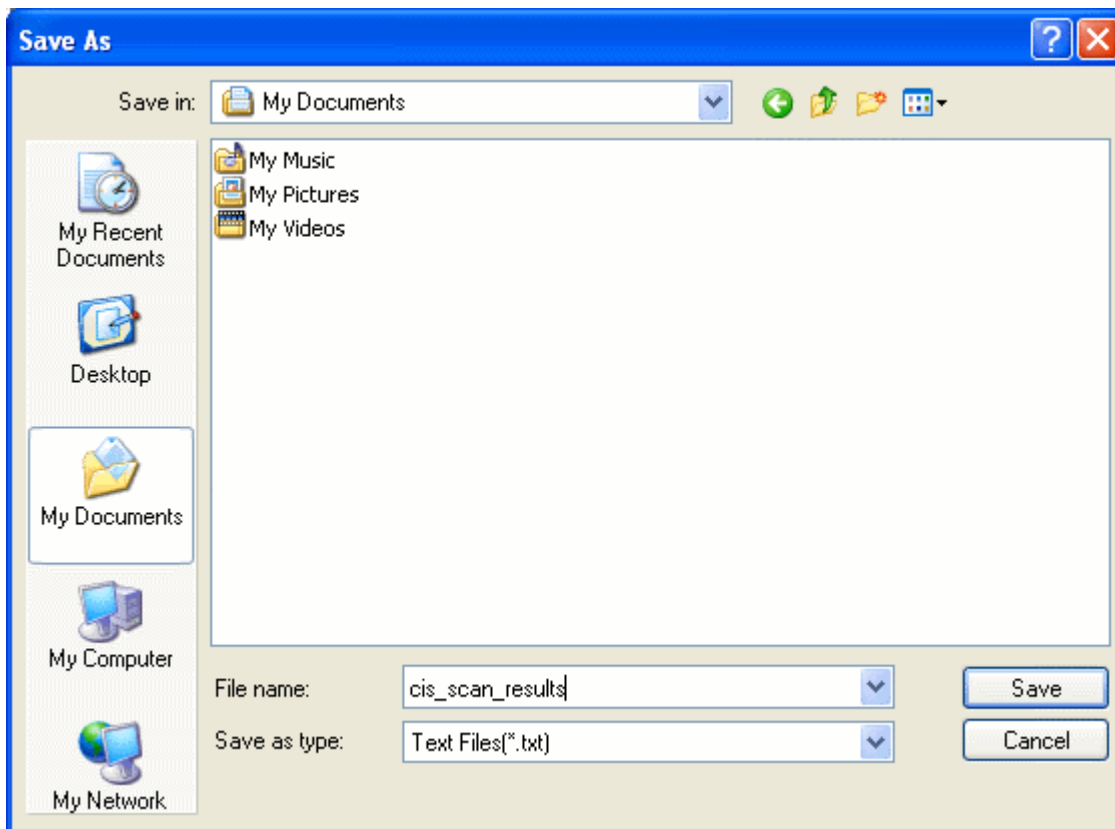 Save As
Save in: My Documents
My Recent
Documents
Desktop
My Documents
My Computer
My Network
My Music
My Pictures
My Videos
File name: cis_scan_results
Save
Save as type: Text Files(*.txt)
Cancel